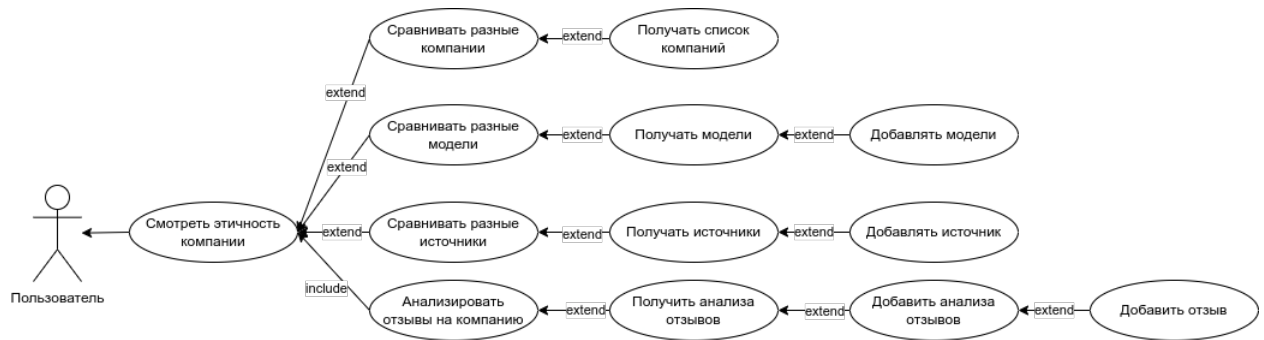 Сравнивать разные
компании
extend
Получать список
компаний
extend
Сравнивать разные
модели
extend
Получать модели
extend
Добавлять модели
extend
Смотреть этичность
компании
extend
Сравнивать разные
источники
extend
Получать источники
extend
Добавлять источник
Пользователь
include
Анализировать
отзывы на компанию
extend
Получить анализа
отзывов
extend
Добавить анализа
отзывов
extend
Добавить отзыв